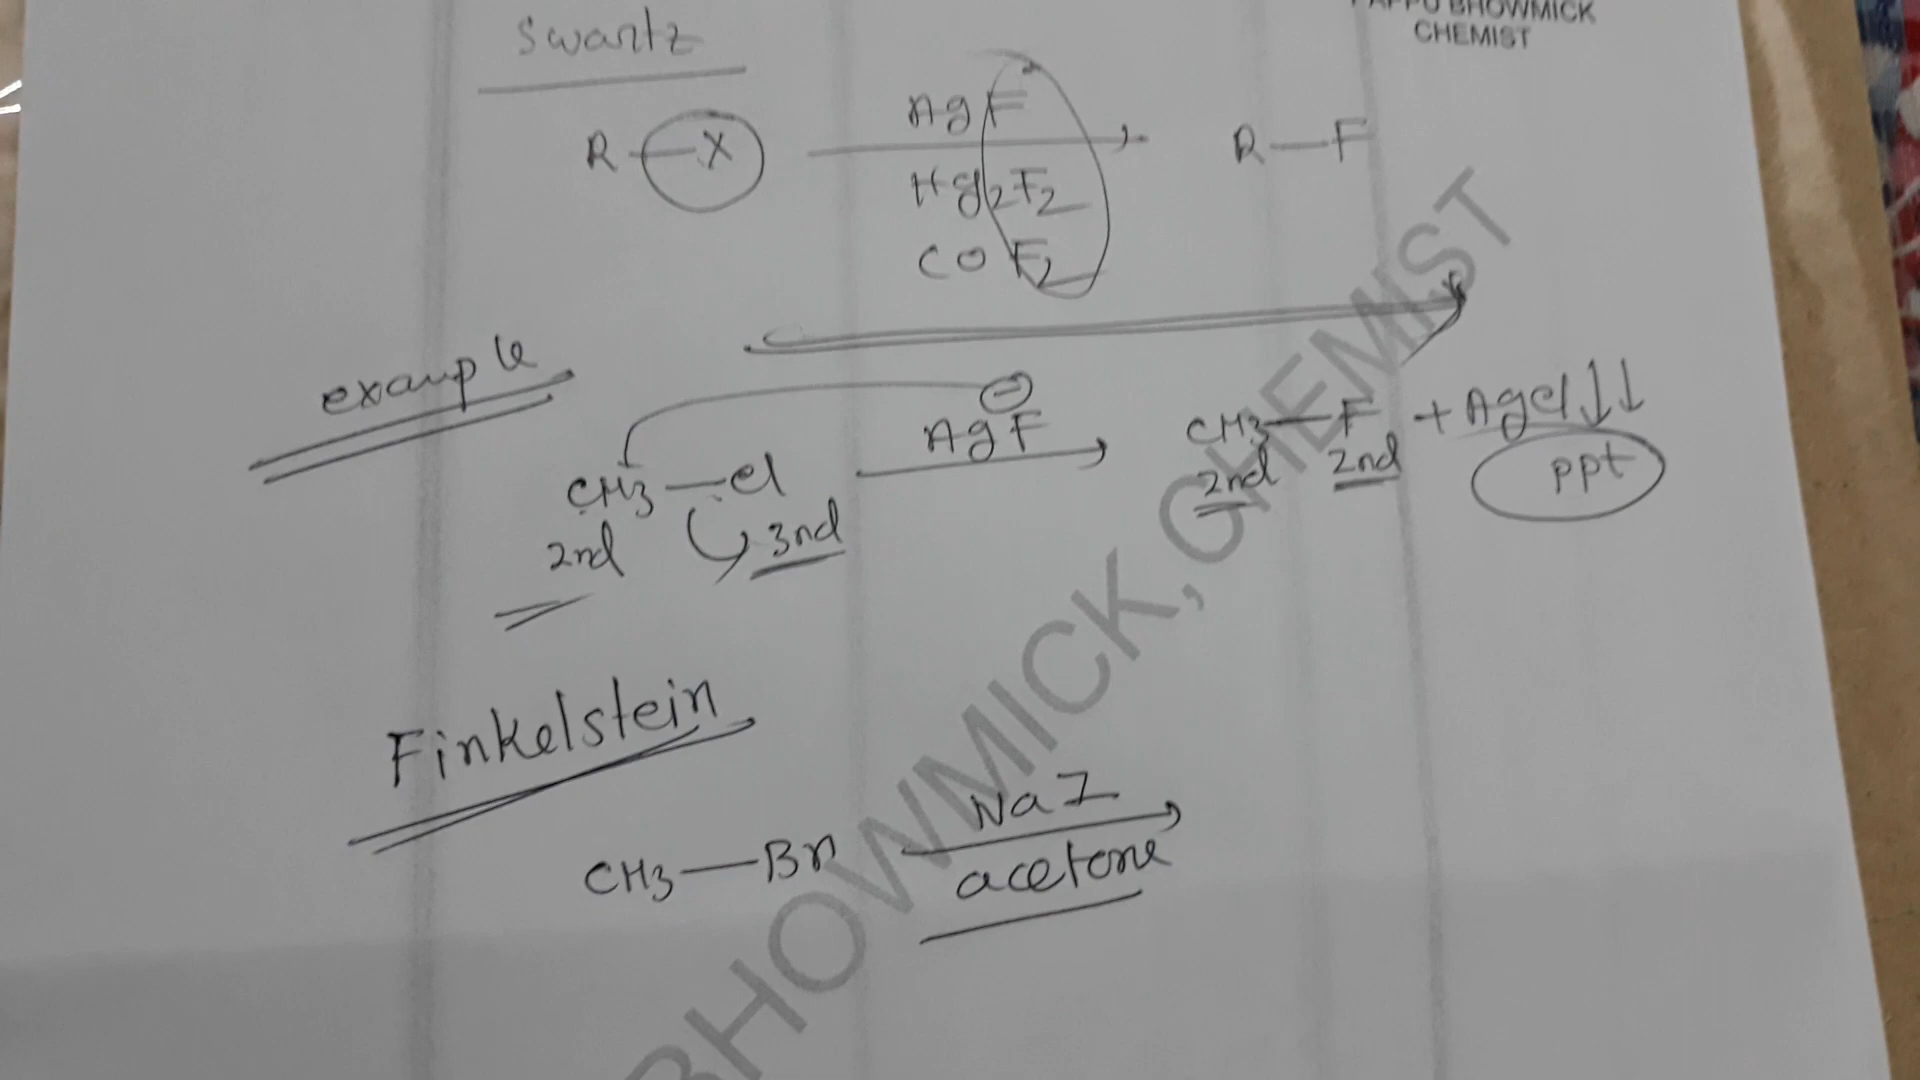 PAPPU BHOWMICK
CHEMIST
Swartz
R—X AgF Hg2F2 CoF2 → R—F
example
CH3—Cl AgF → CH3—F + AgCl↓↓
2nd 3nd 2nd 2nd ppt
Finkelstein
CH3—Br NaI →
acetone
BHOWMICK, CHEMIST